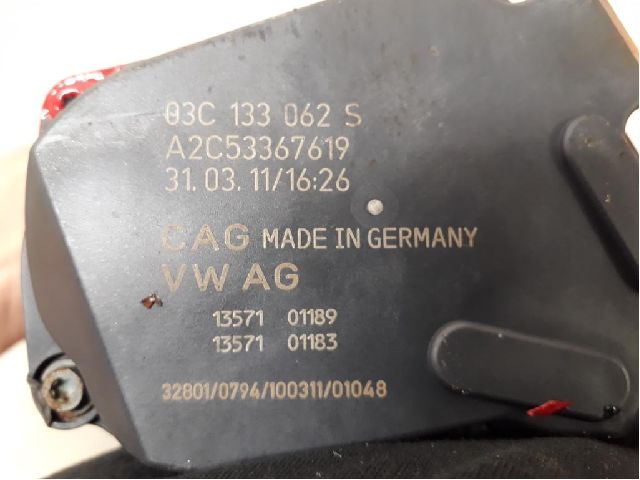 03C 133 062 S
A2C53367619
31.03.11/16:26
CAG MADE IN GERMANY
VW AG
13571 01189
13571 01183
32801/0794/100311/01048